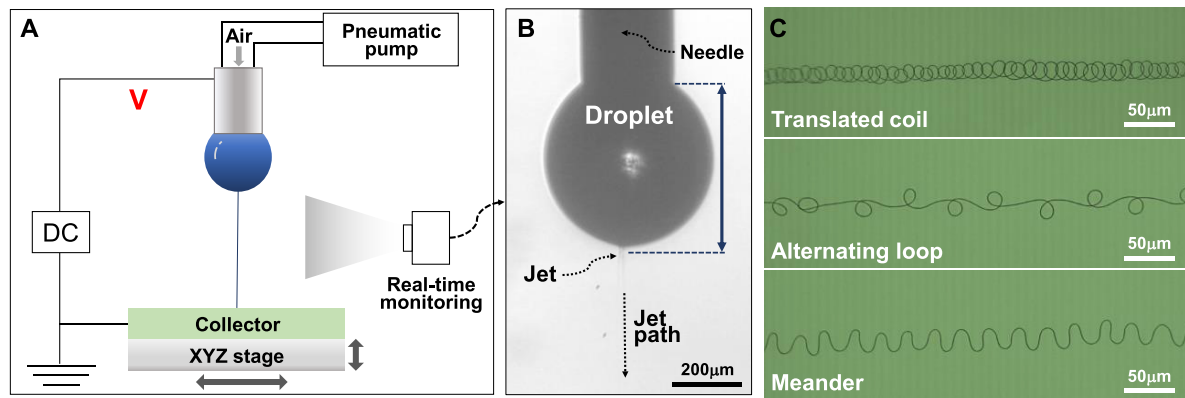 A
Air
Pneumatic
pump
V
DC
Real-time
monitoring
Collector
XYZ stage
B
Needle
Droplet
Jet
Jet
path
200μm
C
Translated coil
50μm
Alternating loop
50μm
Meander
50μm